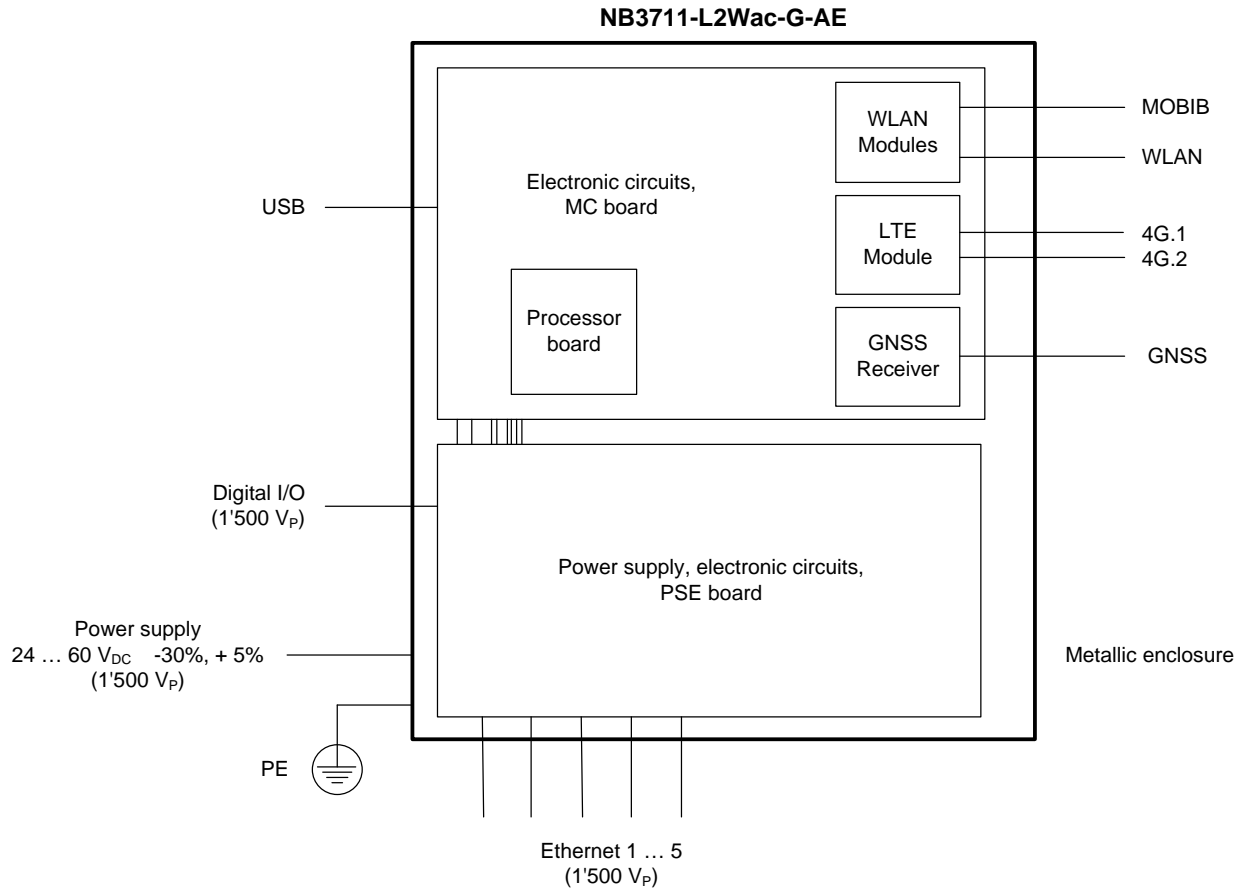 NB3711-L2Wac-G-AE
WLAN
Modules
MOBIB
WLAN
Electronic circuits,
MC board
USB
LTE
Module
4G.1
4G.2
Processor
board
GNSS
Receiver
GNSS
Digital I/O
(1'500 VP)
Power supply, electronic circuits,
PSE board
Power supply
24 … 60 VDC -30%, + 5%
(1'500 VP)
Metallic enclosure
PE
Ethernet 1 … 5
(1'500 VP)